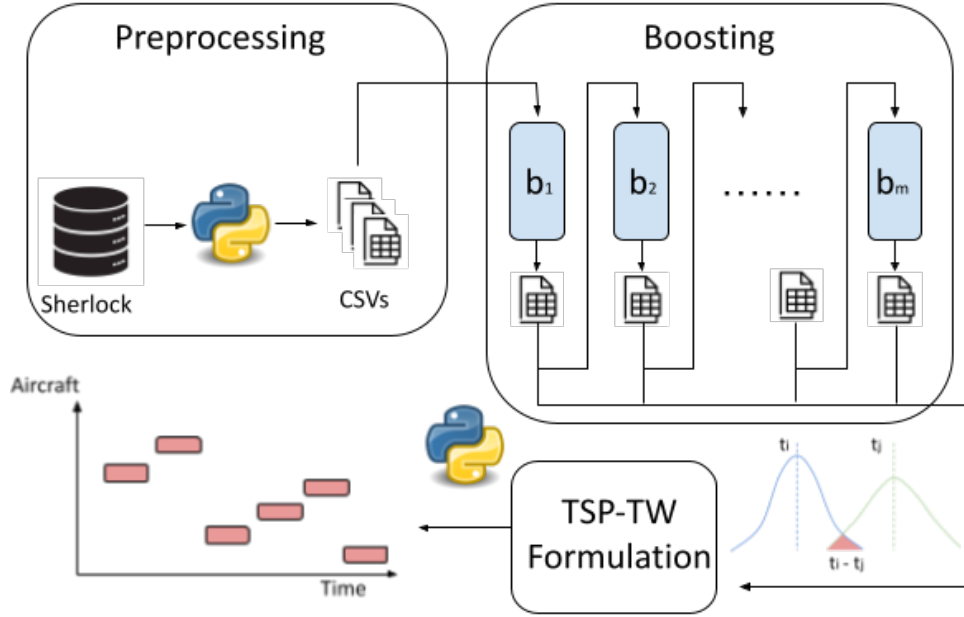 Preprocessing
Boosting
b1
b2
......
bm
Sherlock
CSVs
Aircraft
ti
tj
TSP-TW
Formulation
ti - tj
Time